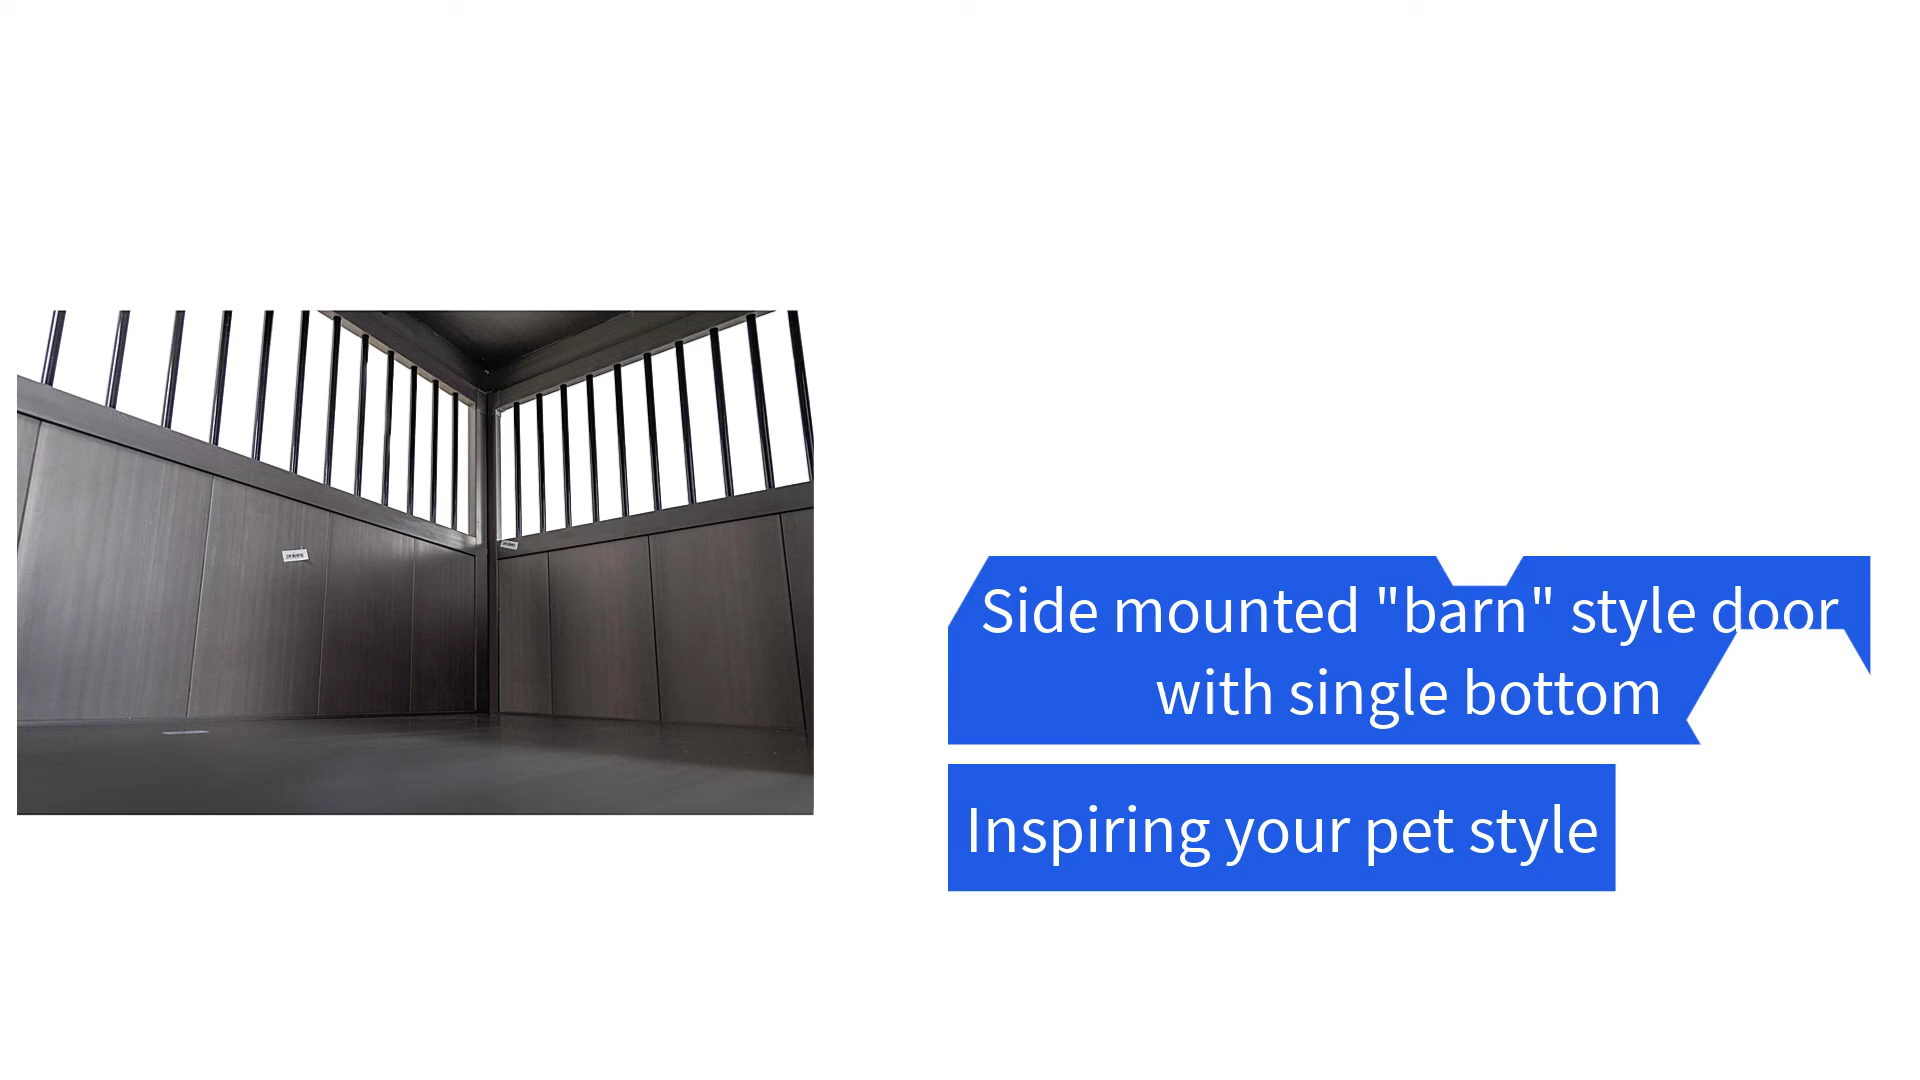 Side mounted "barn" style door
with single bottom
Inspiring your pet style